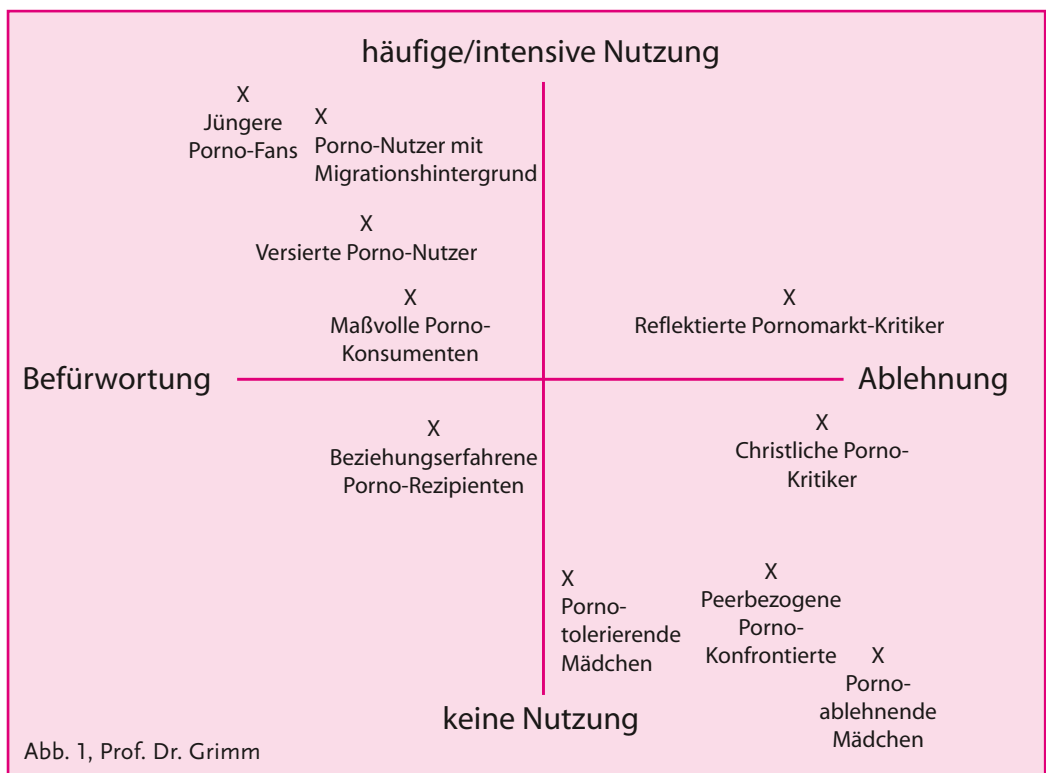 häufige/intensive Nutzung
X
Jüngere
Porno-Fans
X
Porno-Nutzer mit
Migrationshintergrund
X
Versierte Porno-Nutzer
X
Maßvolle Porno-
Konsumenten
X
Reflektierte Pornomarkt-Kritiker
Befürwortung
Ablehnung
X
Beziehungserfahrene
Porno-Rezipienten
X
Christliche Porno-
Kritiker
X
Porno-
tolerierende
Mädchen
X
Peerbezogene
Porno-
Konfrontierte
X
Porno-
ablehnende
Mädchen
keine Nutzung
Abb. 1, Prof. Dr. Grimm